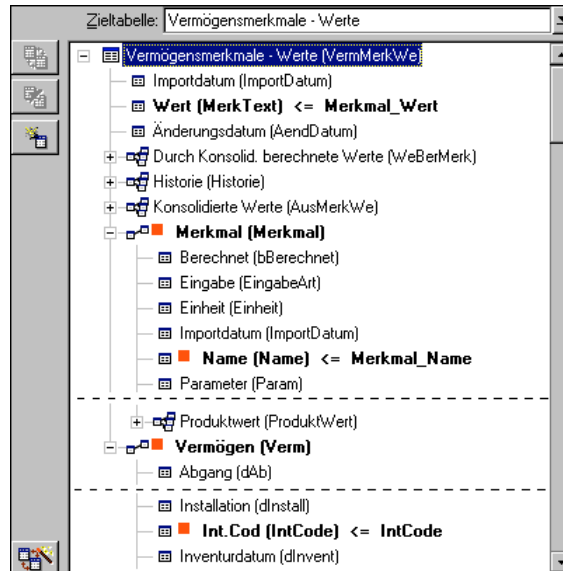 Zieltabelle: Vermögensmerkmale - Werte
Vermögensmerkmale - Werte (VermMerkWe)
Importdatum (ImportDatum)
Wert (MerkText) <= Merkmal_Wert
Änderungsdatum (AendDatum)
Durch Konsolid. berechnete Werte (WeBerMerk)
Historie (Historie)
Konsolidierte Werte (AusMerkWe)
Merkmal (Merkmal)
Berechnet (bBerechnet)
Eingabe (EingabeArt)
Einheit (Einheit)
Importdatum (ImportDatum)
Name (Name) <= Merkmal_Name
Parameter (Param)
Produktwert (ProduktWert)
Vermögen (Verm)
Abgang (dAb)
Installation (dInstall)
Int.Cod (IntCode) <= IntCode
Inventurdatum (dInvent)